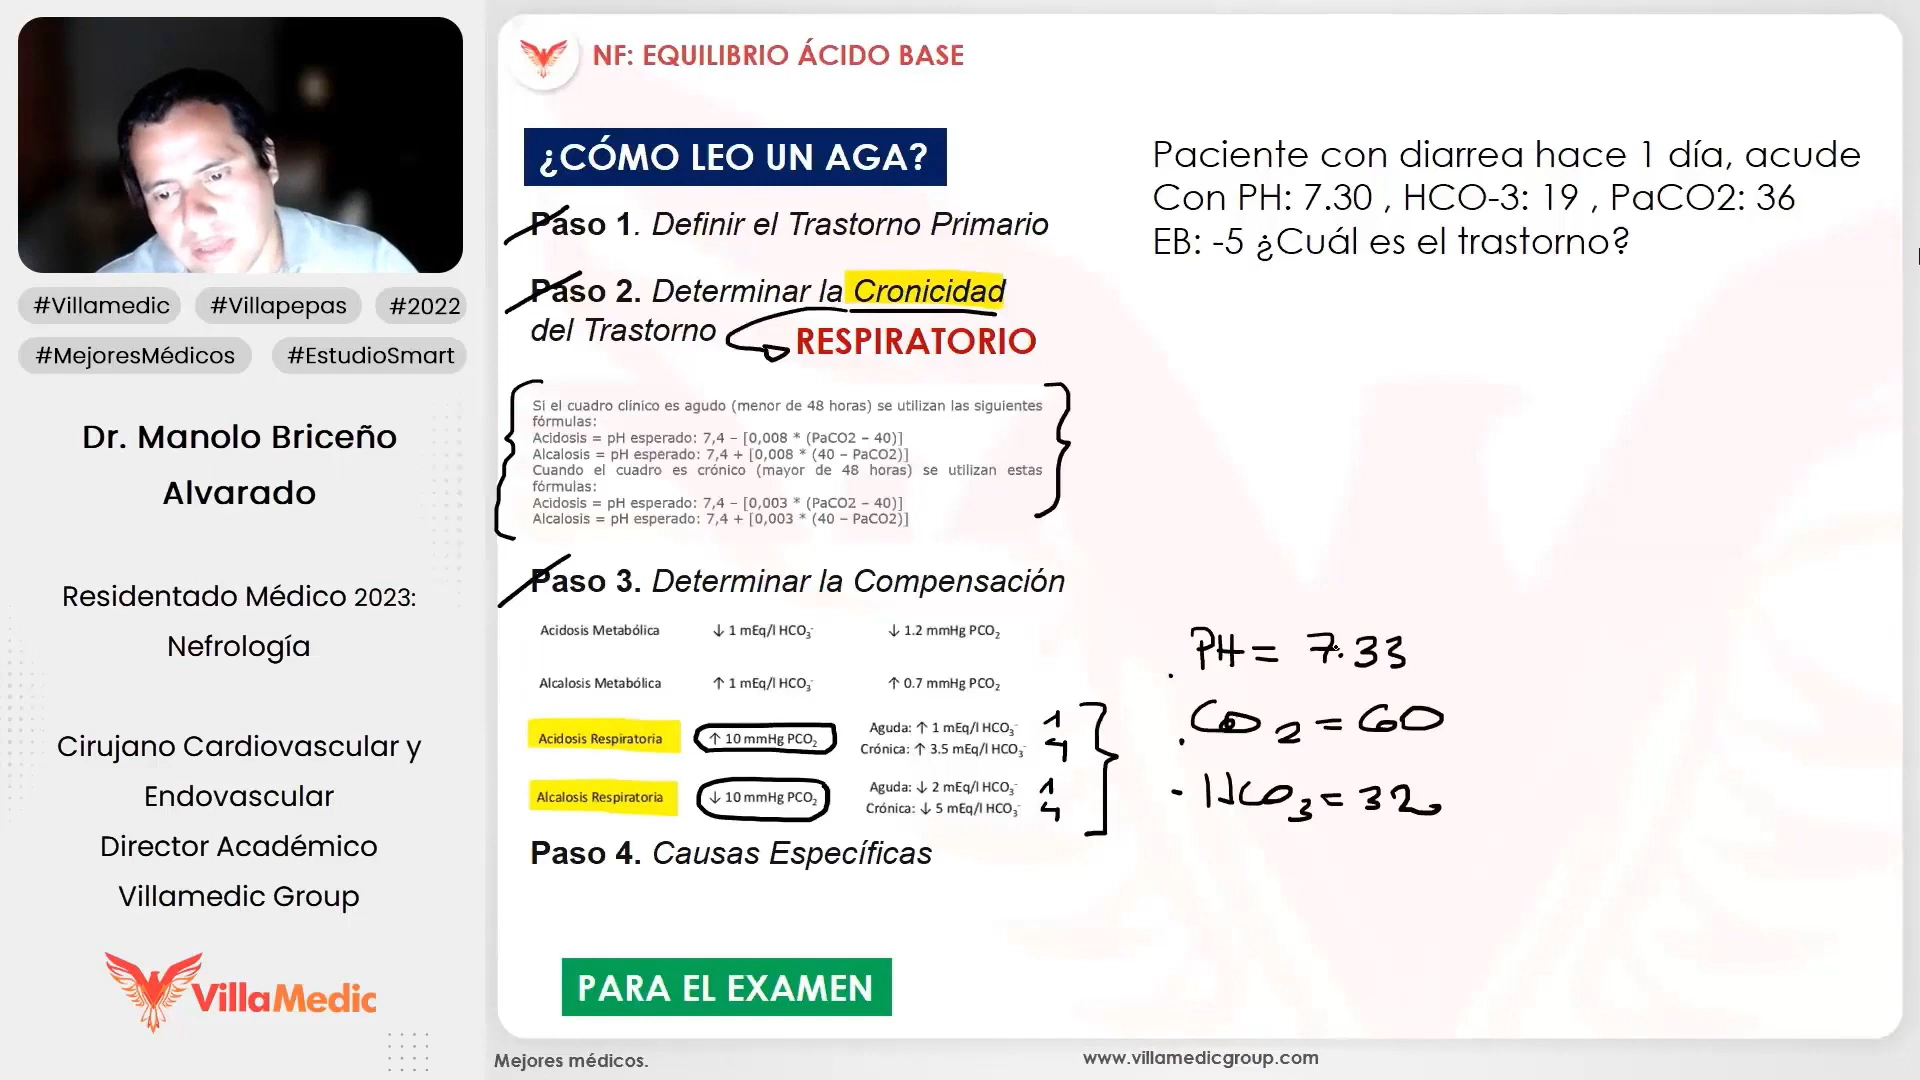 NF: EQUILIBRIO ÁCIDO BASE
¿CÓMO LEO UN AGA?
Paso 1. Definir el Trastorno Primario
Paso 2. Determinar la Cronicidad
del Trastorno
RESPIRATORIO
Si el cuadro clínico es agudo (menor de 48 horas) se utilizan las siguientes
fórmulas:
Acidosis = pH esperado: 7,4 – [0,008 * (PaCO2 – 40)]
Alcalosis = pH esperado: 7,4 + [0,008 * (40 – PaCO2)]
Cuando el cuadro es crónico (mayor de 48 horas) se utilizan estas
fórmulas:
Acidosis = pH esperado: 7,4 – [0,003 * (PaCO2 – 40)]
Alcalosis = pH esperado: 7,4 + [0,003 * (40 – PaCO2)]
Paso 3. Determinar la Compensación
Acidosis Metabólica ↓ 1 mEq/l HCO3- ↓ 1.2 mmHg PCO2
Alcalosis Metabólica ↑ 1 mEq/l HCO3- ↑ 0.7 mmHg PCO2
Acidosis Respiratoria ↑ 10 mmHg PCO2
Aguda: ↑ 1 mEq/l HCO3- 1
Crónica: ↑ 3.5 mEq/l HCO3- 4
Alcalosis Respiratoria ↓ 10 mmHg PCO2
Aguda: ↓ 2 mEq/l HCO3- 1
Crónica: ↓ 5 mEq/l HCO3- 4
Paso 4. Causas Específicas
PARA EL EXAMEN
Paciente con diarrea hace 1 día, acude
Con PH: 7.30 , HCO-3: 19 , PaCO2: 36
EB: -5 ¿Cuál es el trastorno?
. PH = 7.33
. CO2 = 60
- HCO3 = 32
#Villamedic #Villapepas #2022
#MejoresMédicos #EstudioSmart
Dr. Manolo Briceño
Alvarado
Residentado Médico 2023:
Nefrología
Cirujano Cardiovascular y
Endovascular
Director Académico
Villamedic Group
VillaMedic
Mejores médicos.
www.villamedicgroup.com